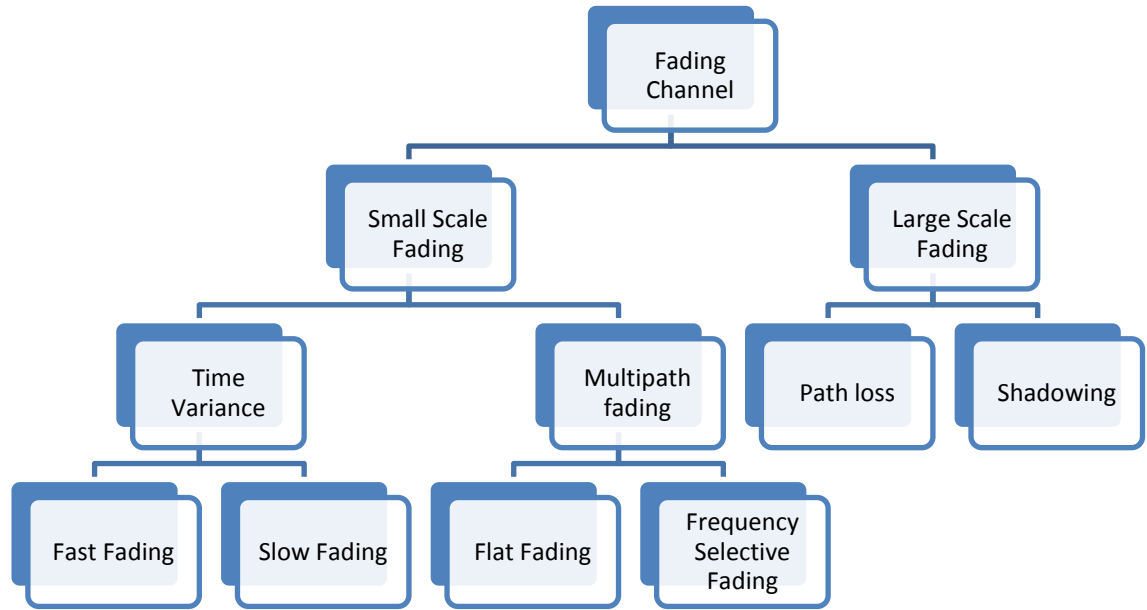 Fading
Channel
Small Scale
Fading
Large Scale
Fading
Time
Variance
Multipath
fading
Path loss
Shadowing
Fast Fading
Slow Fading
Flat Fading
Frequency
Selective
Fading